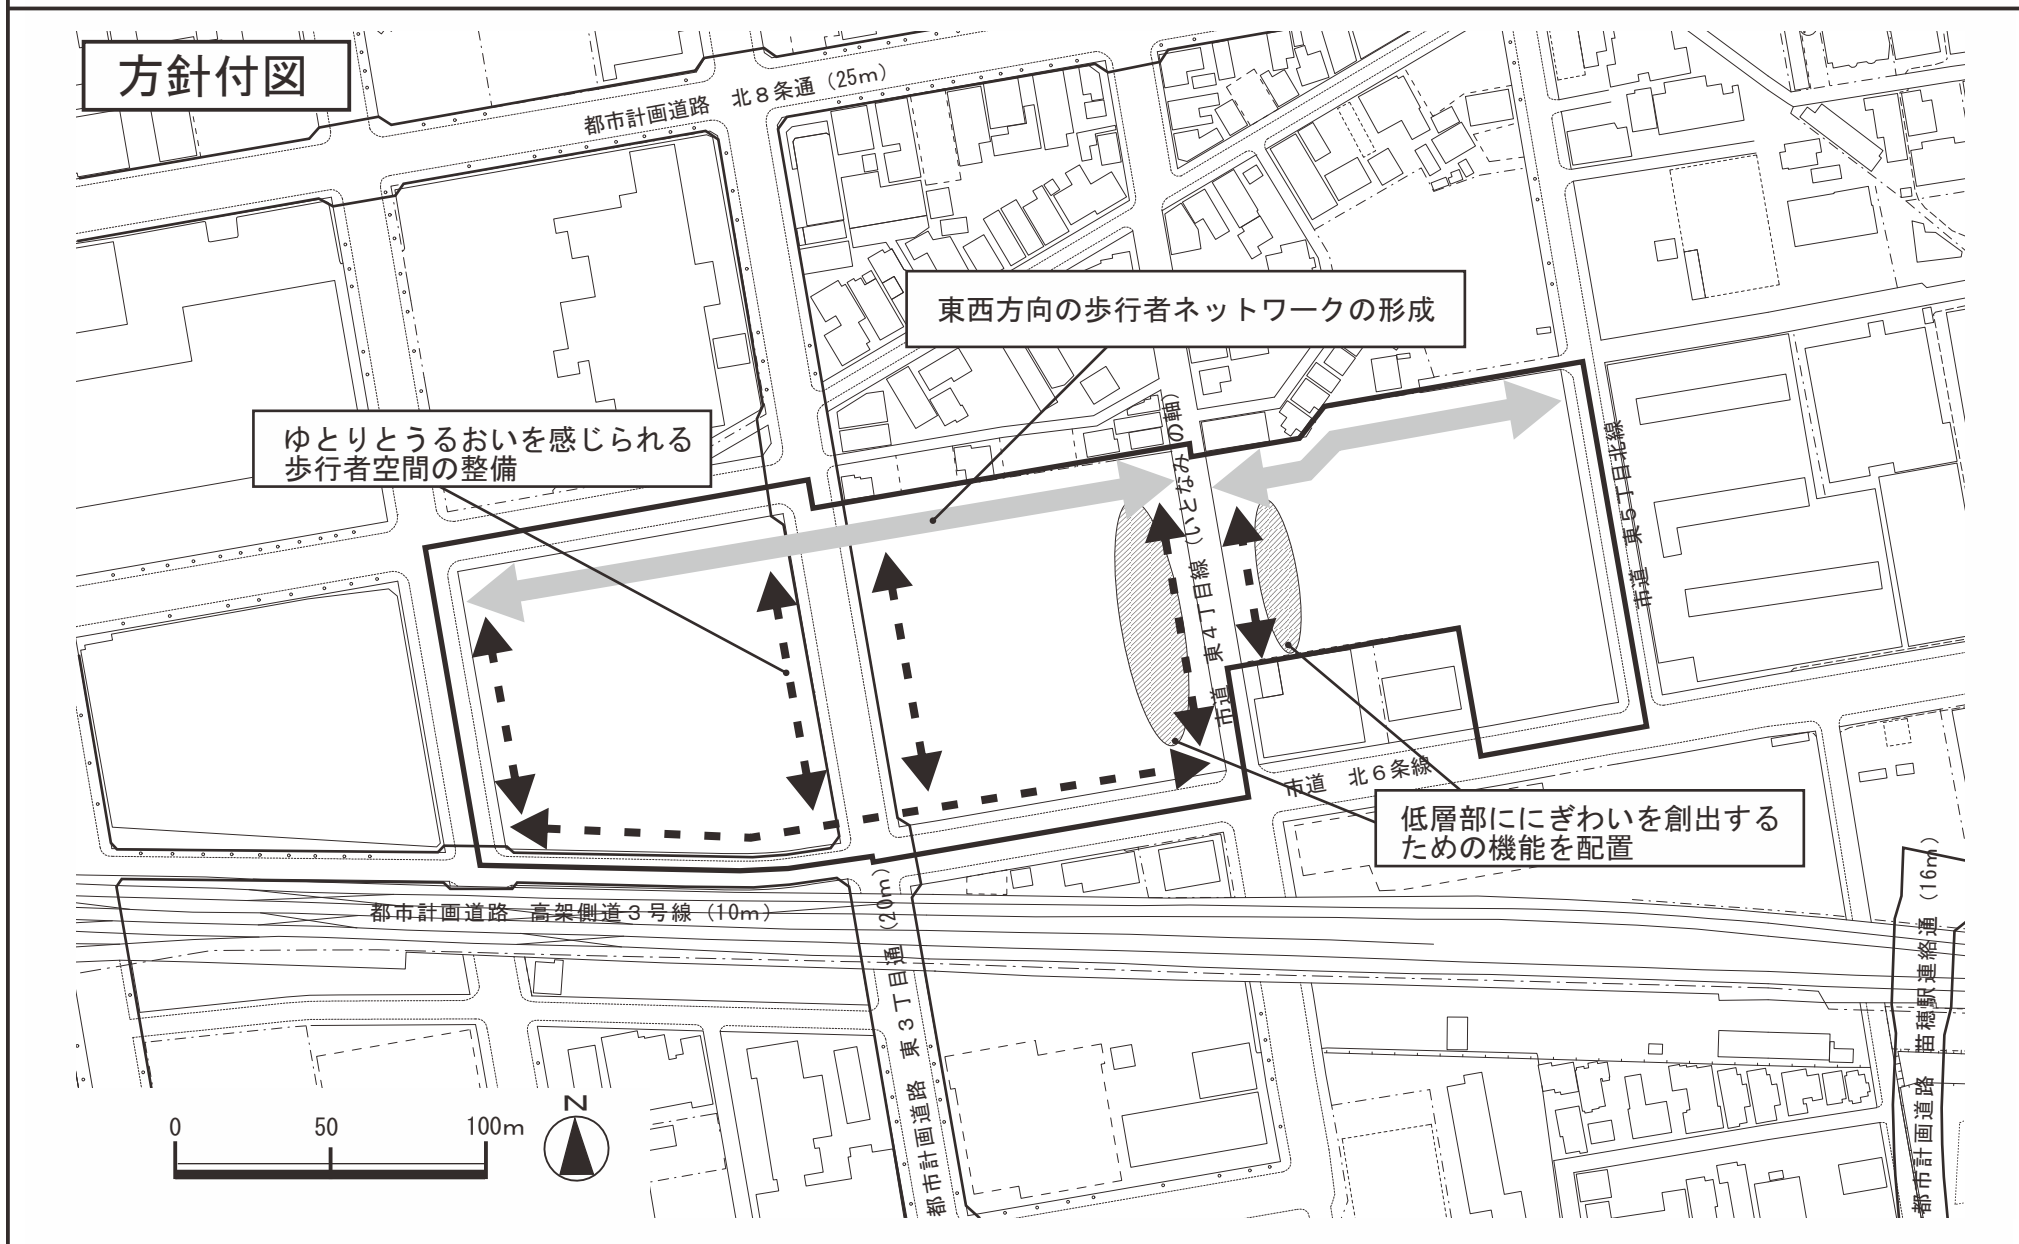 方針付図
都市計画道路　北８条通（25m）
東西方向の歩行者ネットワークの形成
ゆとりとうるおいを感じられる
歩行者空間の整備
市道　東４丁目線（いとなみの軸）
市道　東５丁目北線
市道　北６条線
低層部ににぎわいを創出する
ための機能を配置
都市計画道路　高架側道３号線（10m）
都市計画道路　東３丁目通（20m）
都市計画道路　苗穂駅連絡通（16m）
0　50　100m
N